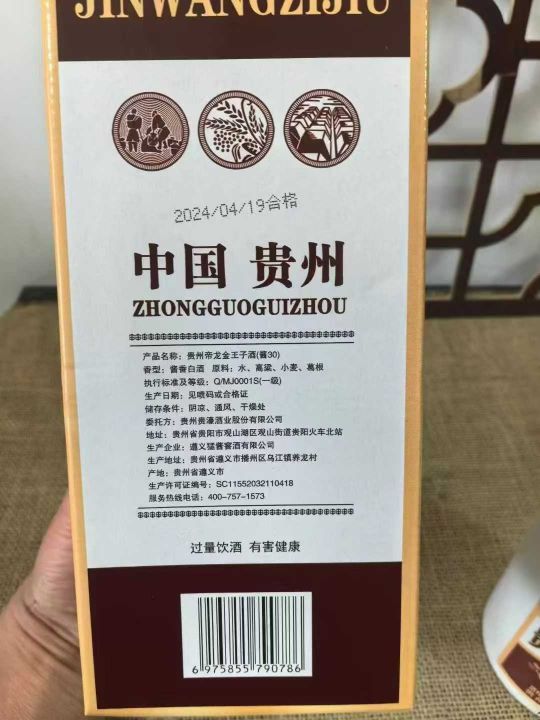 JINWANGZIJIU
2024/04/19合格
中国 贵州
ZHONGGUOGUIZHOU
产品名称：贵州帝龙金王子酒(酱30)
香型：酱香白酒 原料：水、高粱、小麦、葛根
执行标准及等级：Q/MJ0001S(一级)
生产日期：见喷码或合格证
储存条件：阴凉、通风、干燥处
委托方：贵州贵濠酒业股份有限公司
地址：贵州省贵阳市观山湖区观山街道贵阳火车北站
生产企业：遵义猛酱窖酒有限公司
生产地址：贵州省遵义市播州区乌江镇养龙村
产地：贵州省遵义市
生产许可证编号：SC11552032110418
服务热线电话：400-757-1573
过量饮酒 有害健康
6 975855 790786